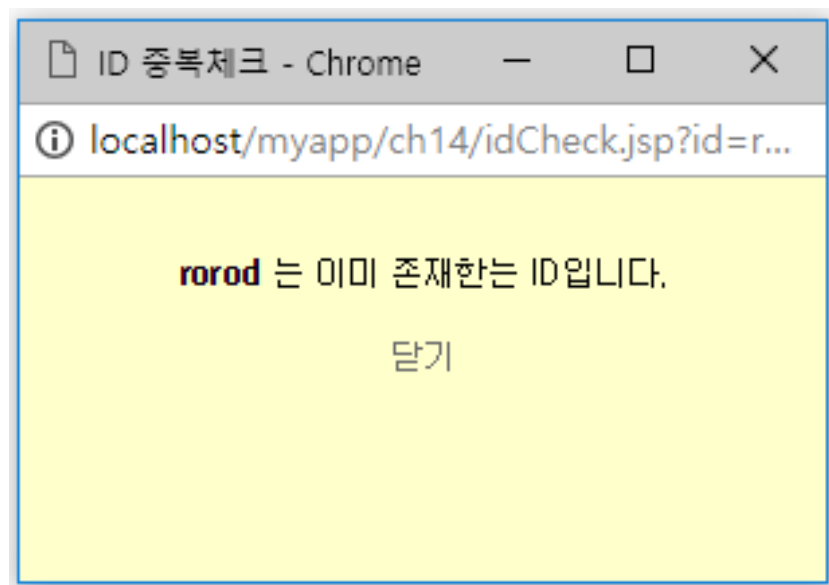 ID 중복체크 - Chrome
localhost/myapp/ch14/idCheck.jsp?id=r...
rorod 는 이미 존재한는 ID입니다.
닫기